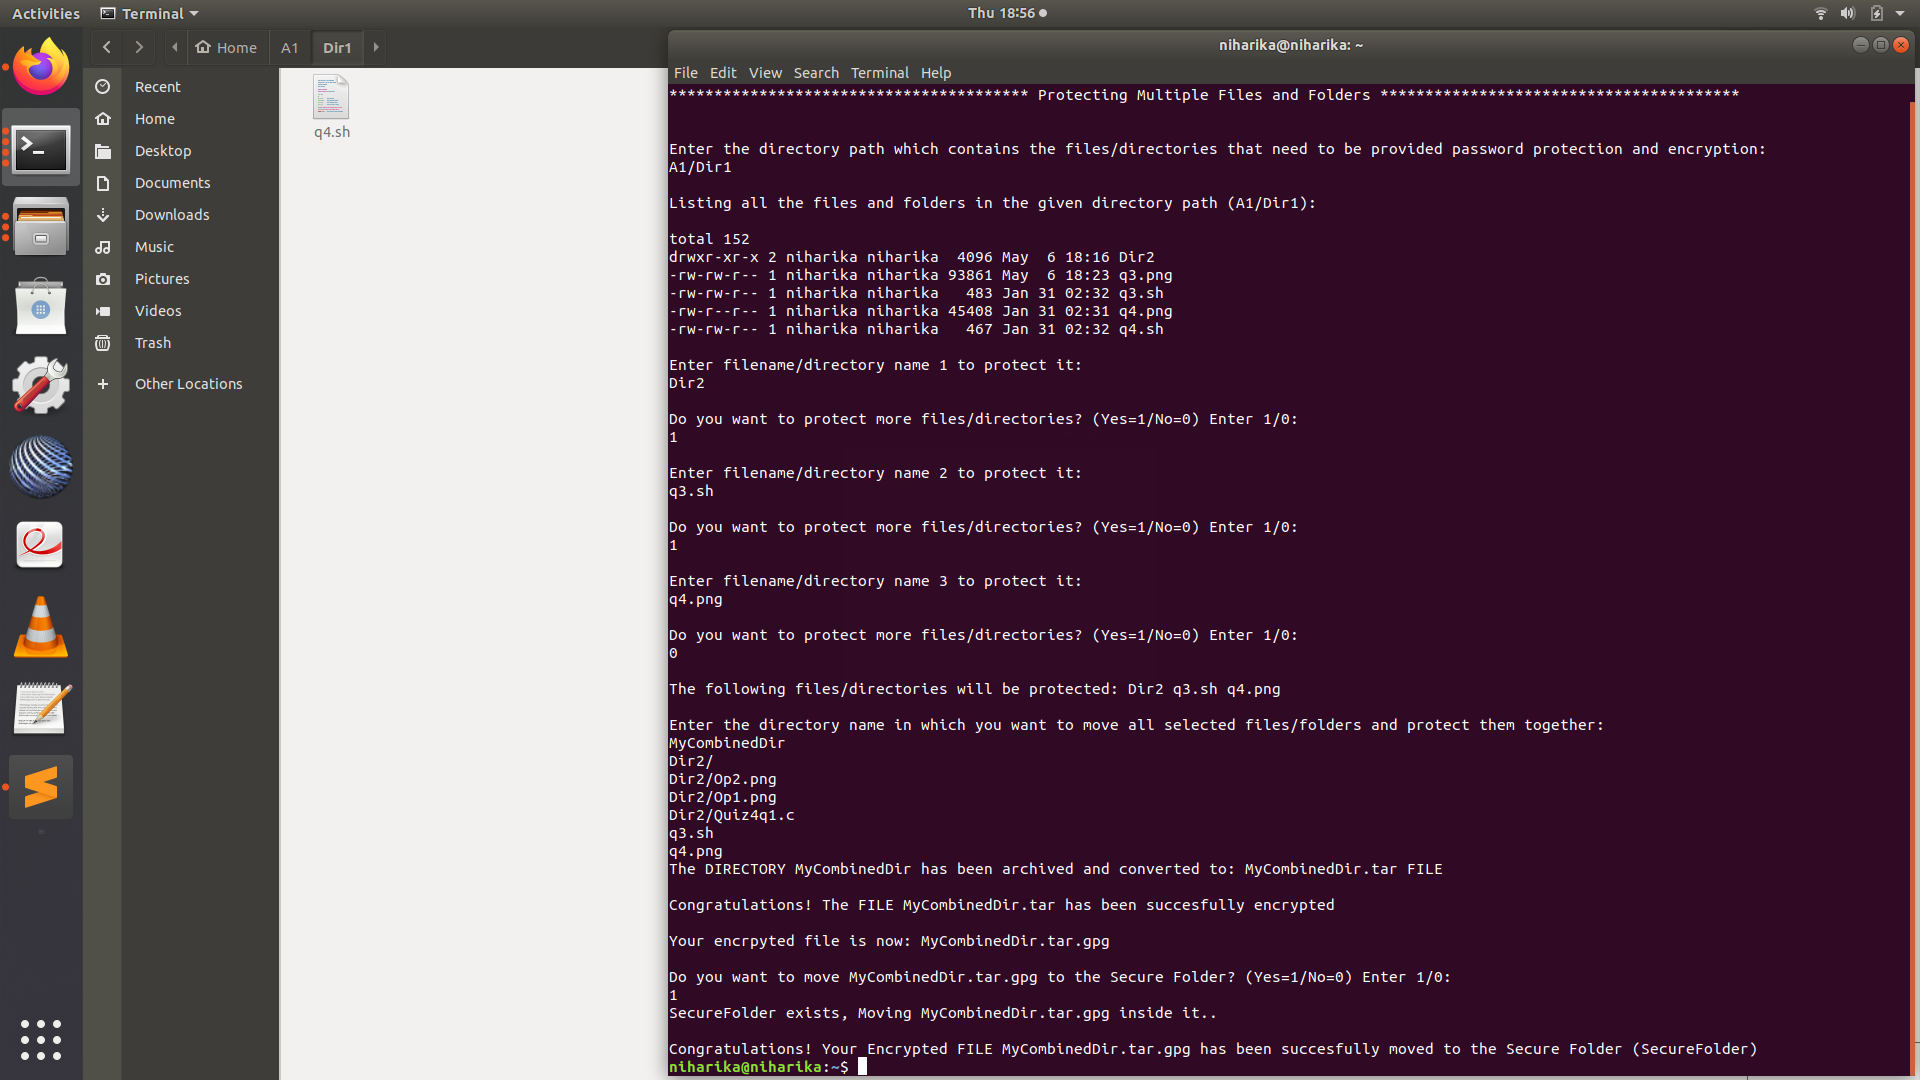 Activities
Terminal
Thu 18:56
Home
A1
Dir1
Recent
Home
Desktop
Documents
Downloads
Music
Pictures
Videos
Trash
Other Locations
q4.sh
niharika@niharika: ~
File Edit View Search Terminal Help
**************************************** Protecting Multiple Files and Folders ****************************************
Enter the directory path which contains the files/directories that need to be provided password protection and encryption:
A1/Dir1
Listing all the files and folders in the given directory path (A1/Dir1):
total 152
drwxr-xr-x 2 niharika niharika  4096 May  6 18:16 Dir2
-rw-rw-r-- 1 niharika niharika 93861 May  6 18:23 q3.png
-rw-rw-r-- 1 niharika niharika   483 Jan 31 02:32 q3.sh
-rw-r--r-- 1 niharika niharika 45408 Jan 31 02:31 q4.png
-rw-rw-r-- 1 niharika niharika   467 Jan 31 02:32 q4.sh
Enter filename/directory name 1 to protect it:
Dir2
Do you want to protect more files/directories? (Yes=1/No=0) Enter 1/0:
1
Enter filename/directory name 2 to protect it:
q3.sh
Do you want to protect more files/directories? (Yes=1/No=0) Enter 1/0:
1
Enter filename/directory name 3 to protect it:
q4.png
Do you want to protect more files/directories? (Yes=1/No=0) Enter 1/0:
0
The following files/directories will be protected: Dir2 q3.sh q4.png
Enter the directory name in which you want to move all selected files/folders and protect them together:
MyCombinedDir
Dir2/
Dir2/Op2.png
Dir2/Op1.png
Dir2/Quiz4q1.c
q3.sh
q4.png
The DIRECTORY MyCombinedDir has been archived and converted to: MyCombinedDir.tar FILE
Congratulations! The FILE MyCombinedDir.tar has been succesfully encrypted
Your encrpyted file is now: MyCombinedDir.tar.gpg
Do you want to move MyCombinedDir.tar.gpg to the Secure Folder? (Yes=1/No=0) Enter 1/0:
1
SecureFolder exists, Moving MyCombinedDir.tar.gpg inside it..
Congratulations! Your Encrypted FILE MyCombinedDir.tar.gpg has been succesfully moved to the Secure Folder (SecureFolder)
niharika@niharika:~$